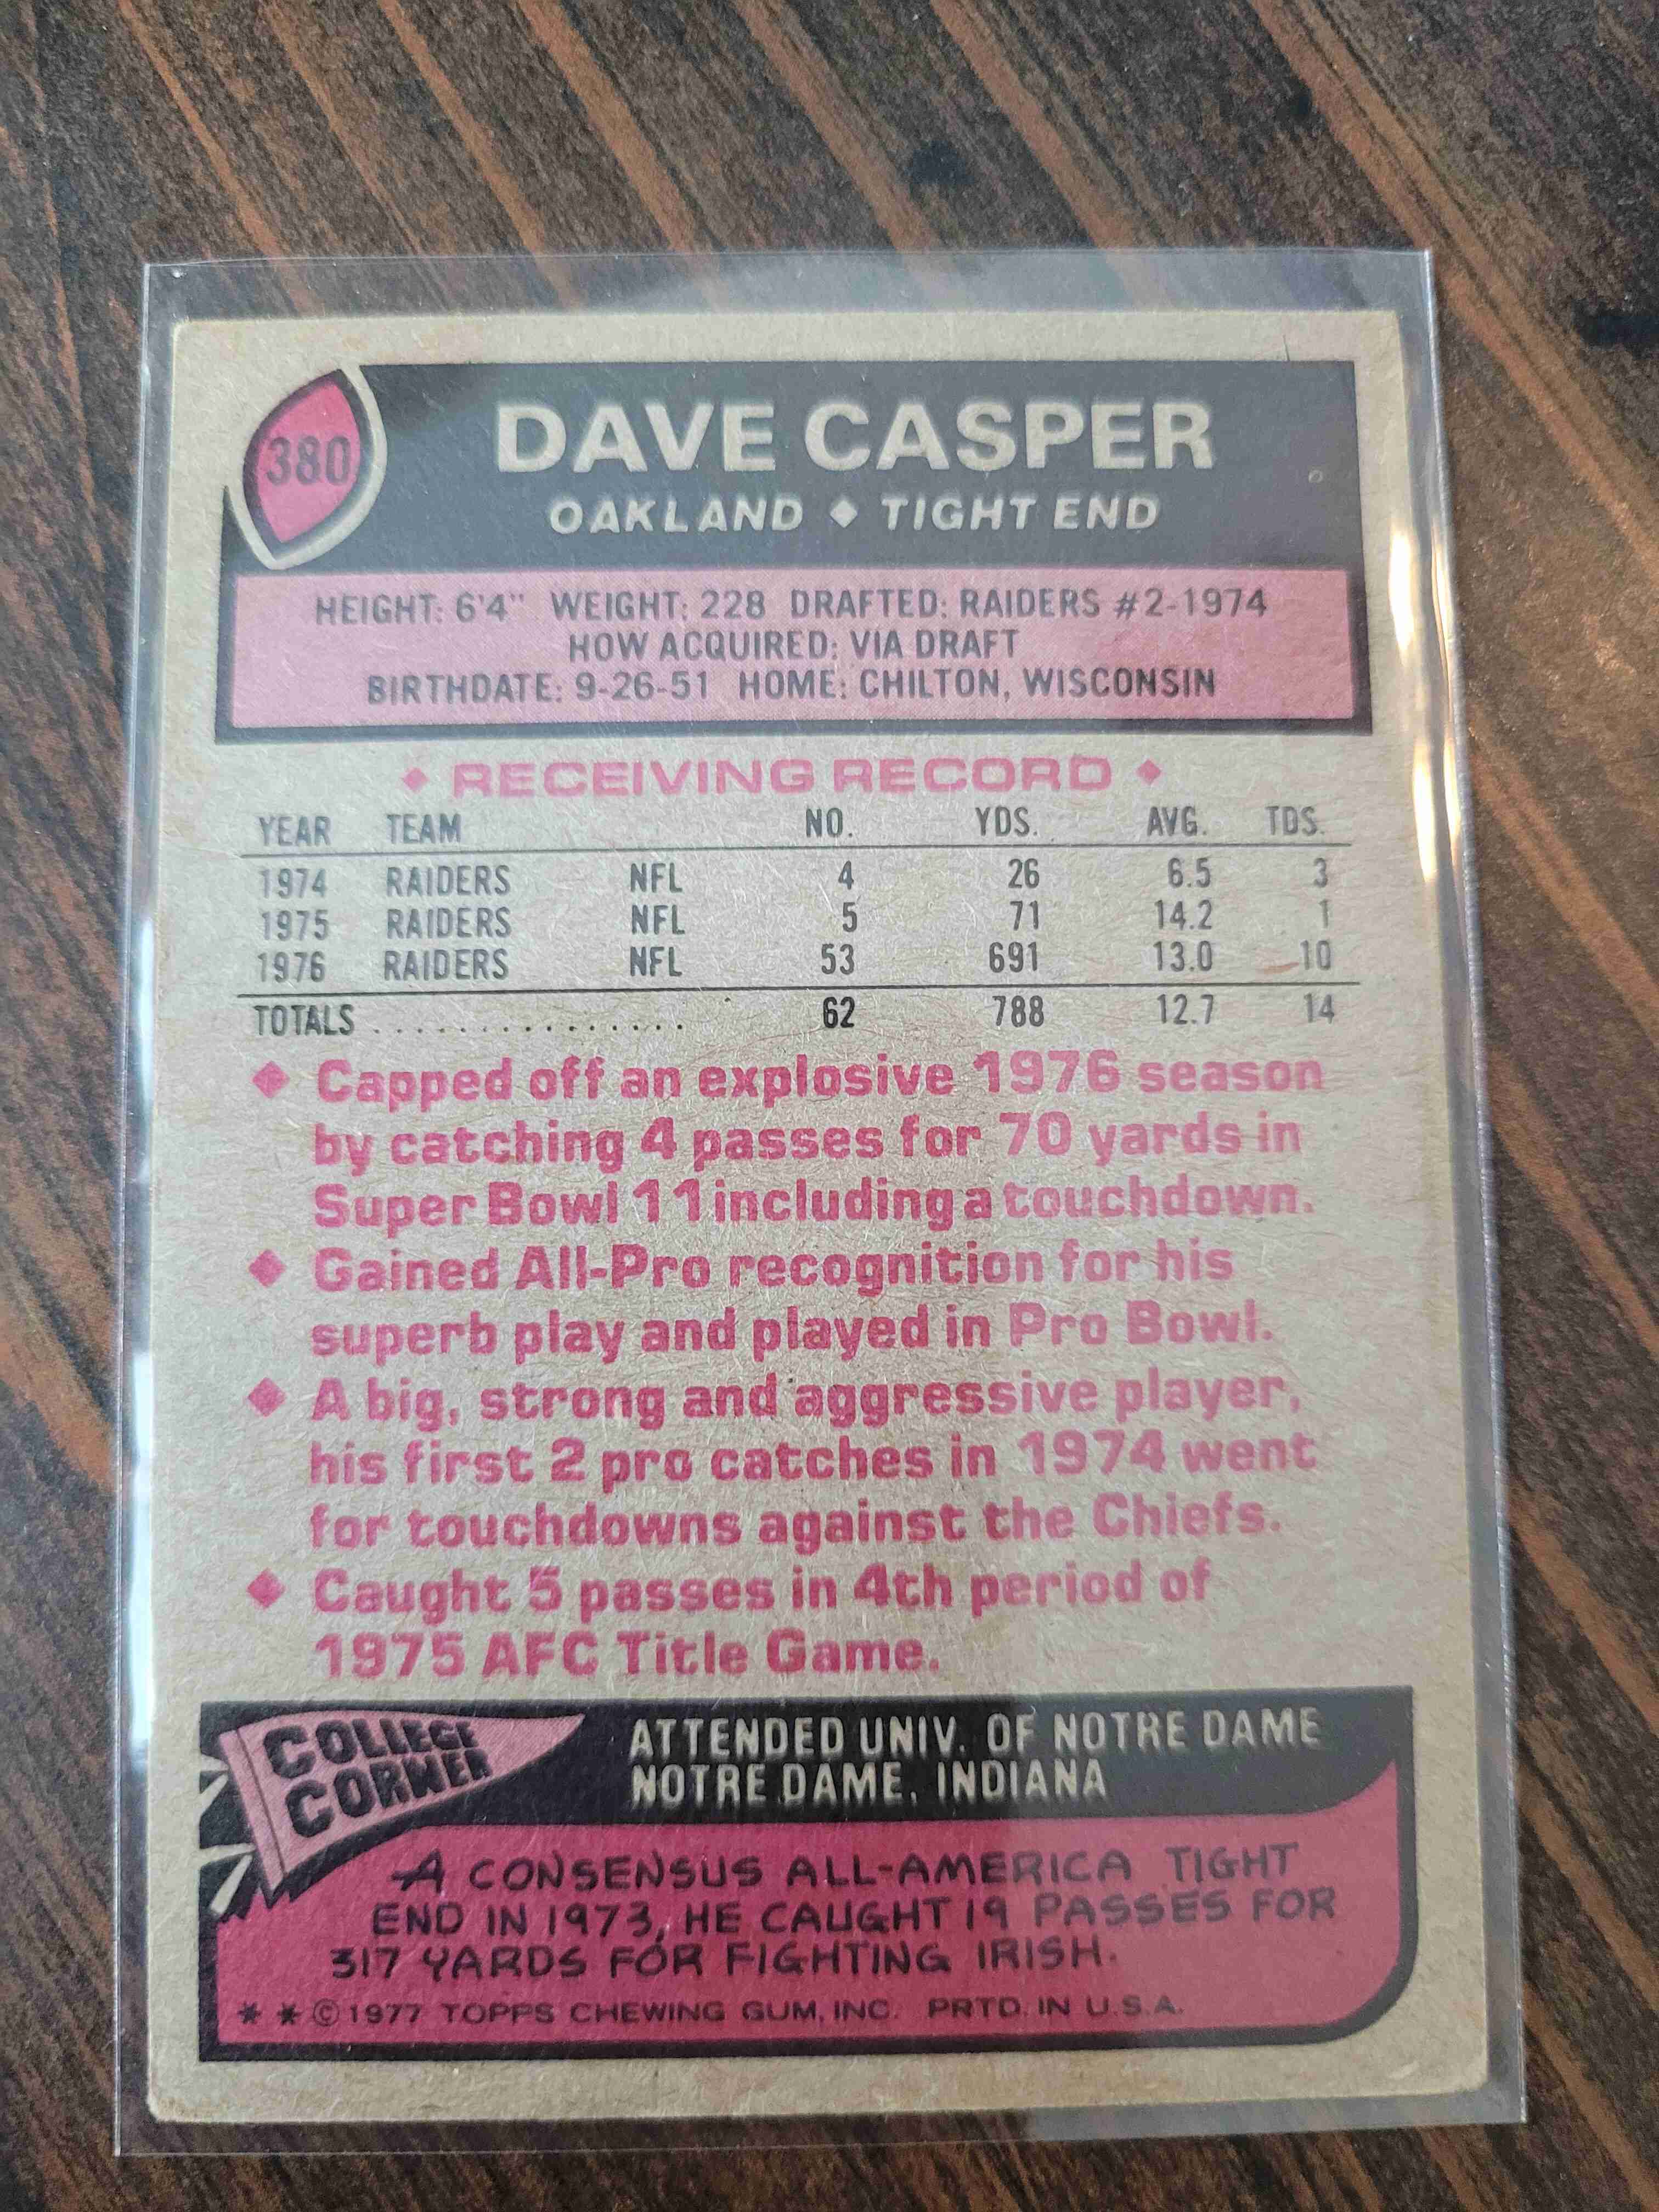 380
DAVE CASPER
OAKLAND ◆ TIGHT END
HEIGHT: 6'4" WEIGHT: 228 DRAFTED: RAIDERS #2-1974
HOW ACQUIRED: VIA DRAFT
BIRTHDATE: 9-26-51 HOME: CHILTON, WISCONSIN
◆ RECEIVING RECORD ◆
YEAR TEAM NO. YDS. AVG. TDS.
1974 RAIDERS NFL 4 26 6.5 3
1975 RAIDERS NFL 5 71 14.2 1
1976 RAIDERS NFL 53 691 13.0 10
TOTALS ................ 62 788 12.7 14
◆ Capped off an explosive 1976 season
by catching 4 passes for 70 yards in
Super Bowl 11 including a touchdown.
◆ Gained All-Pro recognition for his
superb play and played in Pro Bowl.
◆ A big, strong and aggressive player,
his first 2 pro catches in 1974 went
for touchdowns against the Chiefs.
◆ Caught 5 passes in 4th period of
1975 AFC Title Game.
COLLEGE
CORNER
ATTENDED UNIV. OF NOTRE DAME
NOTRE DAME, INDIANA
A CONSENSUS ALL-AMERICA TIGHT
END IN 1973, HE CAUGHT 19 PASSES FOR
317 YARDS FOR FIGHTING IRISH.
* * © 1977 TOPPS CHEWING GUM, INC. PRTD. IN U.S.A.